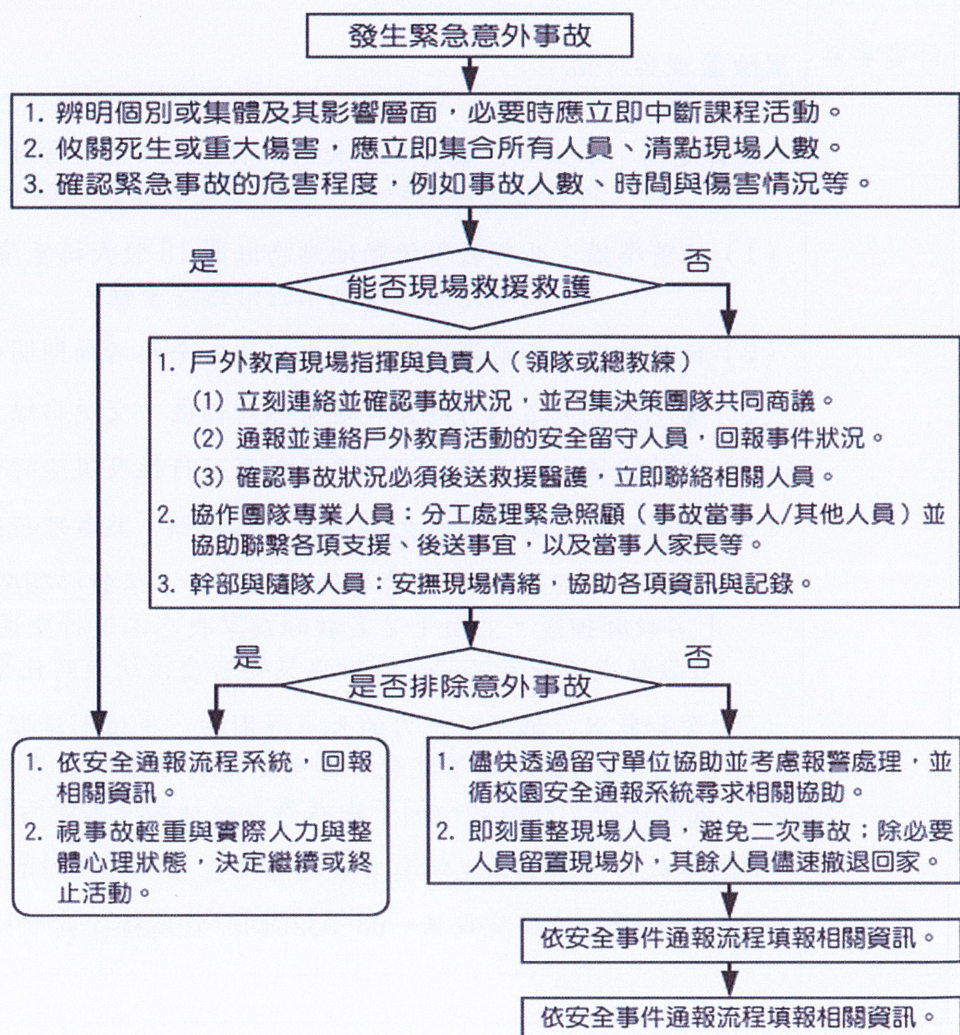 發生緊急意外事故
1. 辨明個別或集體及其影響層面，必要時應立即中斷課程活動。
2. 攸關死生或重大傷害，應立即集合所有人員、清點現場人數。
3. 確認緊急事故的危害程度，例如事故人數、時間與傷害情況等。
是
能否現場救援救護
否
1. 戶外教育現場指揮與負責人（領隊或總教練）
(1) 立刻連絡並確認事故狀況，並召集決策團隊共同商議。
(2) 通報並連絡戶外教育活動的安全留守人員，回報事件狀況。
(3) 確認事故狀況必須後送救援醫護，立即聯絡相關人員。
2. 協作團隊專業人員；分工處理緊急照顧（事故當事人/其他人員）並
協助聯繫各項支援、後送事宜，以及當事人家長等。
3. 幹部與隨隊人員：安撫現場情緒，協助各項資訊與記錄。
是
是否排除意外事故
否
1. 依安全通報流程系統，回報
相關資訊。
2. 視事故輕重與實際人力與整
體心理狀態，決定繼續或終
止活動。
1. 儘快透過留守單位協助並考慮報警處理，並
循校園安全通報系統尋求相關協助。
2. 即刻重整現場人員，避免二次事故；除必要
人員留置現場外，其餘人員儘速撤退回家。
依安全事件通報流程填報相關資訊。
依安全事件通報流程填報相關資訊。